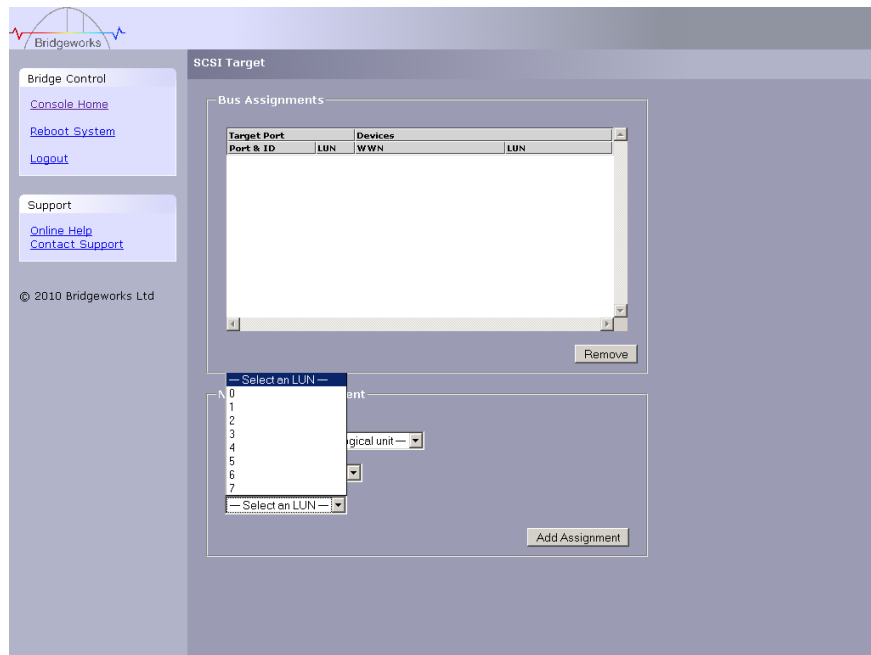 Bridgeworks
SCSI Target
Bridge Control
Console Home
Reboot System
Logout
Support
Online Help
Contact Support
© 2010 Bridgeworks Ltd
Bus Assignments
Target Port Devices
Port & ID LUN WWN LUN
Remove
— Select an LUN —
0
1
2
3
4
5
6
7
ogical unit —
— Select an LUN —
Add Assignment